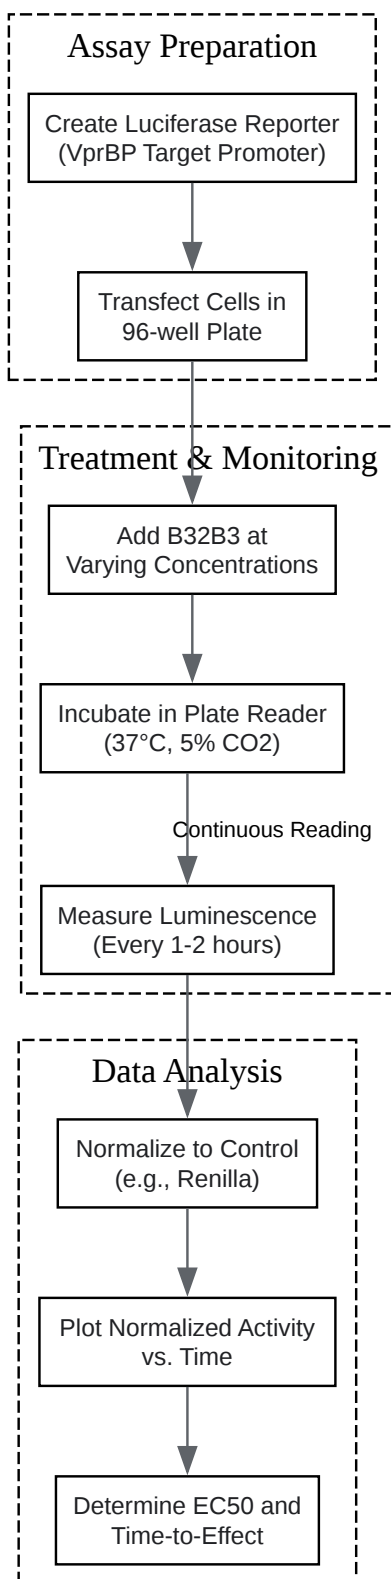 Assay Preparation
Create Luciferase Reporter
(VprBP Target Promoter)
Transfect Cells in
96-well Plate
Treatment & Monitoring
Add B32B3 at
Varying Concentrations
Incubate in Plate Reader
(37°C, 5% CO2)
Continuous Reading
Measure Luminescence
(Every 1-2 hours)
Data Analysis
Normalize to Control
(e.g., Renilla)
Plot Normalized Activity
vs. Time
Determine EC50 and
Time-to-Effect